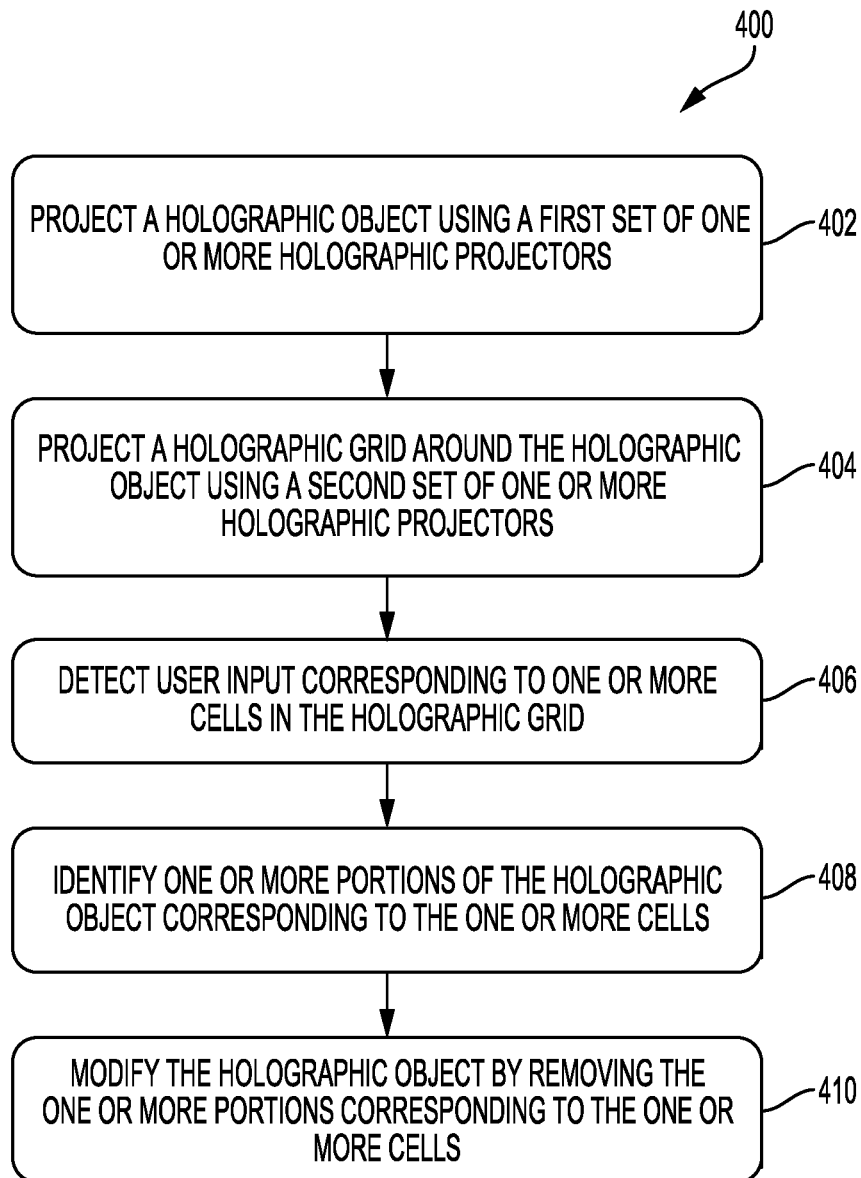 400
PROJECT A HOLOGRAPHIC OBJECT USING A FIRST SET OF ONE
OR MORE HOLOGRAPHIC PROJECTORS
402
PROJECT A HOLOGRAPHIC GRID AROUND THE HOLOGRAPHIC
OBJECT USING A SECOND SET OF ONE OR MORE
HOLOGRAPHIC PROJECTORS
404
DETECT USER INPUT CORRESPONDING TO ONE OR MORE
CELLS IN THE HOLOGRAPHIC GRID
406
IDENTIFY ONE OR MORE PORTIONS OF THE HOLOGRAPHIC
OBJECT CORRESPONDING TO THE ONE OR MORE CELLS
408
MODIFY THE HOLOGRAPHIC OBJECT BY REMOVING THE
ONE OR MORE PORTIONS CORRESPONDING TO THE ONE OR
MORE CELLS
410